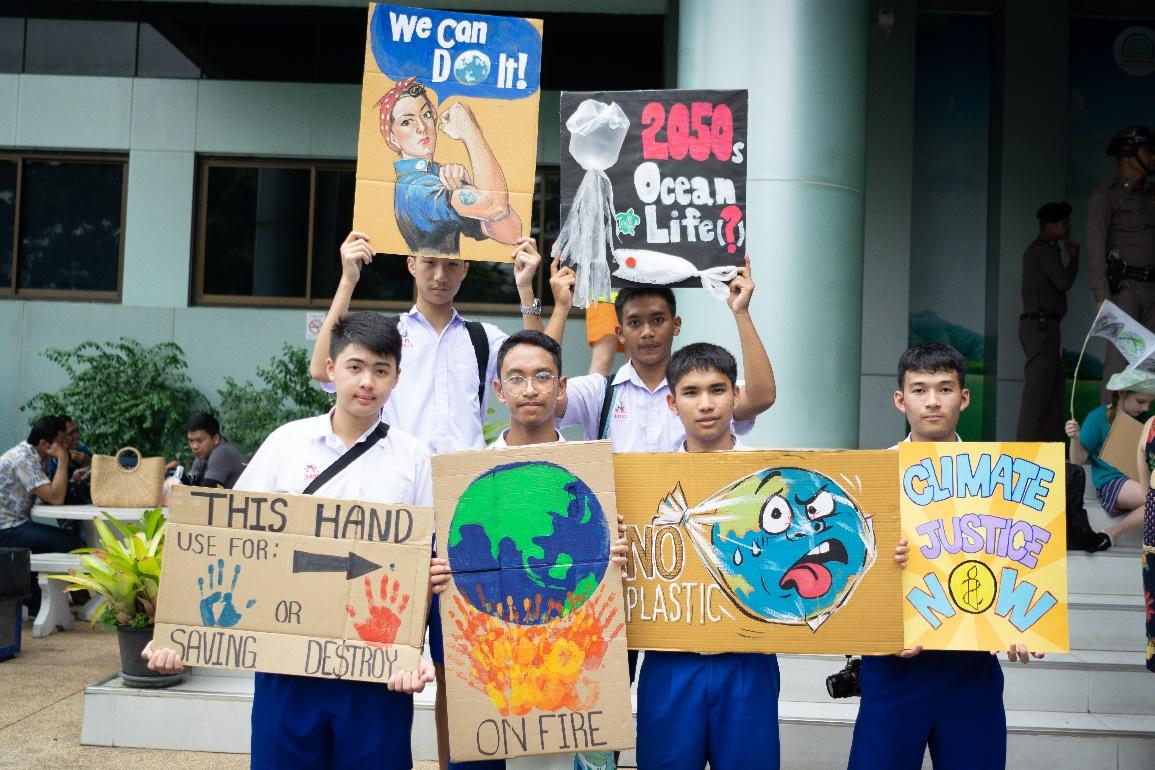 We Can
Do It!
2050s
Ocean
Life(?)
THIS HAND
USE FOR:
OR
SAVING DESTROY
ON FIRE
NO
PLASTIC
CLIMATE
JUSTICE
NOW